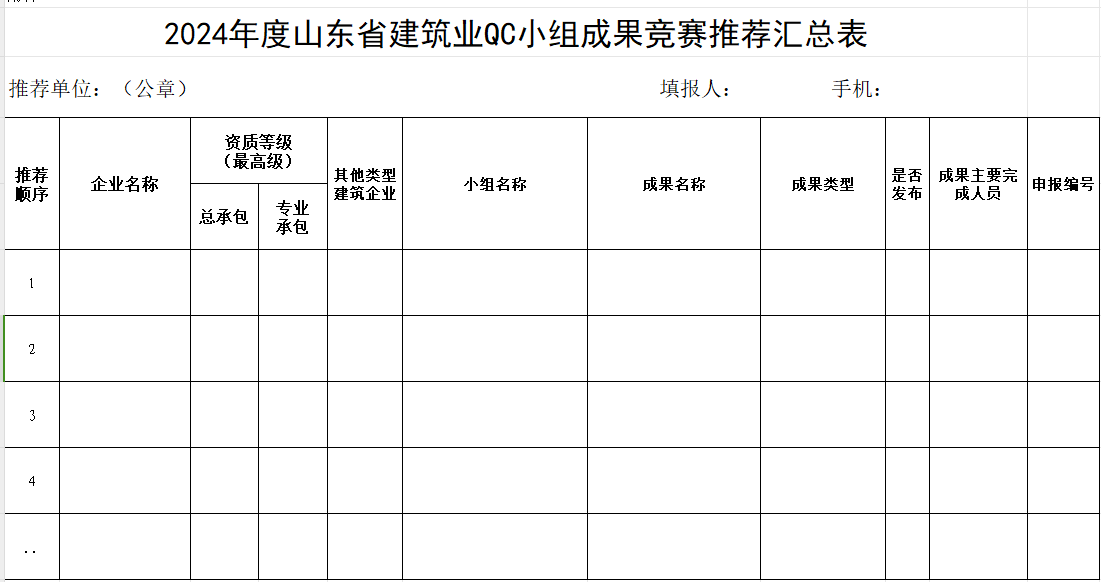 2024年度山东省建筑业QC小组成果竞赛推荐汇总表
推荐单位：（公章） 填报人： 手机：
推荐
顺序
企业名称
资质等级
（最高级）
总承包
专业
承包
其他类型
建筑企业
小组名称
成果名称
成果类型
是否
发布
成果主要完
成人员
申报编号
1
2
3
4
..